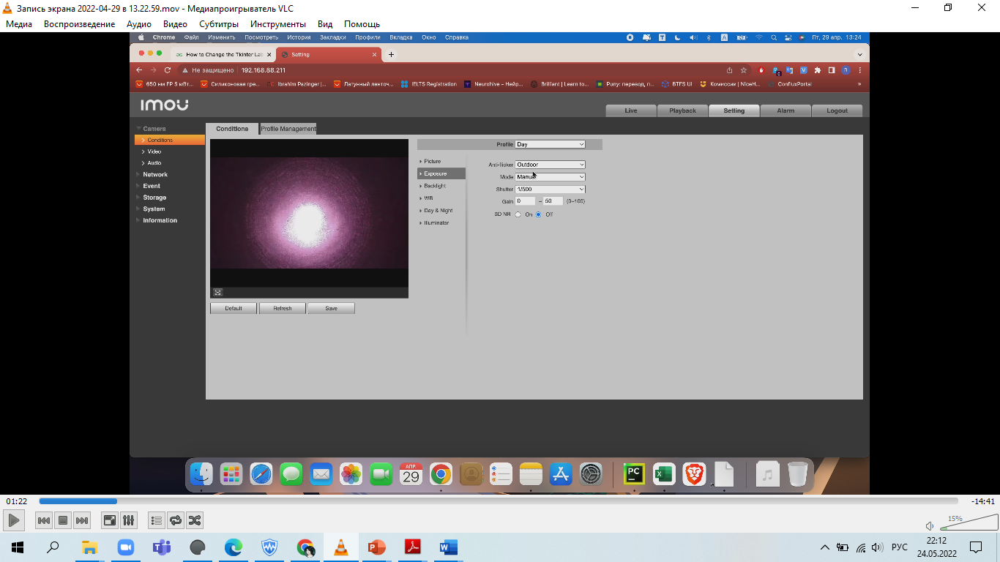 Запись экрана 2022-04-29 в 13.22.59.mov - Медиапроигрыватель VLC
Медиа Воспроизведение Аудио Видео Субтитры Инструменты Вид Помощь
Chrome Файл Изменить Посмотреть История Закладки Профили Вкладка Окно Справка Пт, 29 апр. 13:24
How to Change the Tkinter Lab Setting
Не защищено 192.168.88.211
650 нм FP 5 мВт... Силиконовая гре... Ibrahim Pazinger |... Латунный ленточ... IELTS Registration Neurohive – Нейр... Brilliant | Learn to... Puny: перевод, п... BTFS UI Комиссии | NiceH... ConfluxPortal »
imou
Live Playback Setting Alarm Logout
Camera
Conditions
Video
Audio
Network
Event
Storage
System
Information
Conditions Profile Management
Profile Day
Picture
Exposure
Backlight
WB
Day & Night
Illuminator
Anti-flicker Outdoor
Mode Manual
Shutter 1/500
Gain 0 – 50 (0~100)
3D NR On Off
Default Refresh Save
АПР.
29
PC
01:22 -14:41
15%
22:12
РУС
24.05.2022